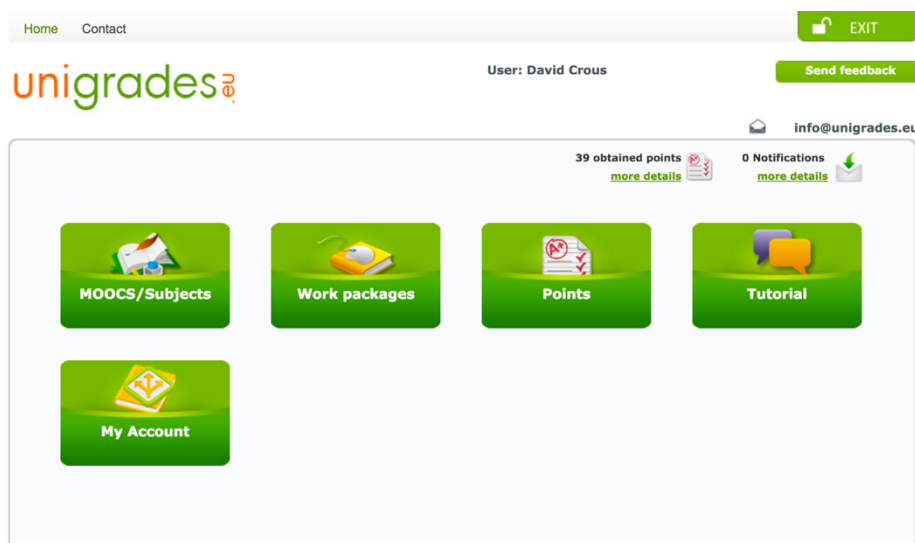 Home Contact EXIT
unigrades.eu
User: David Crous
Send feedback
info@unigrades.eu
39 obtained points
more details
0 Notifications
more details
MOOCS/Subjects
Work packages
A+
Points
Tutorial
My Account